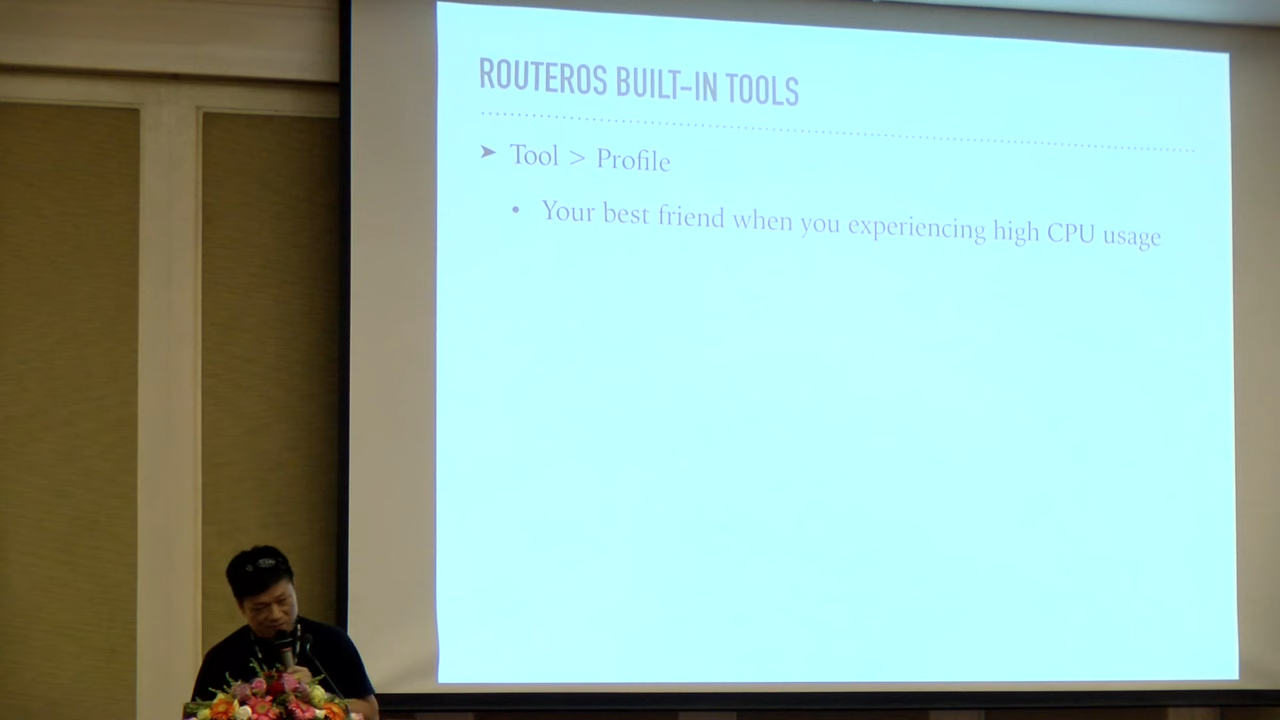 ROUTEROS BUILT-IN TOOLS
➤ Tool > Profile
• Your best friend when you experiencing high CPU usage